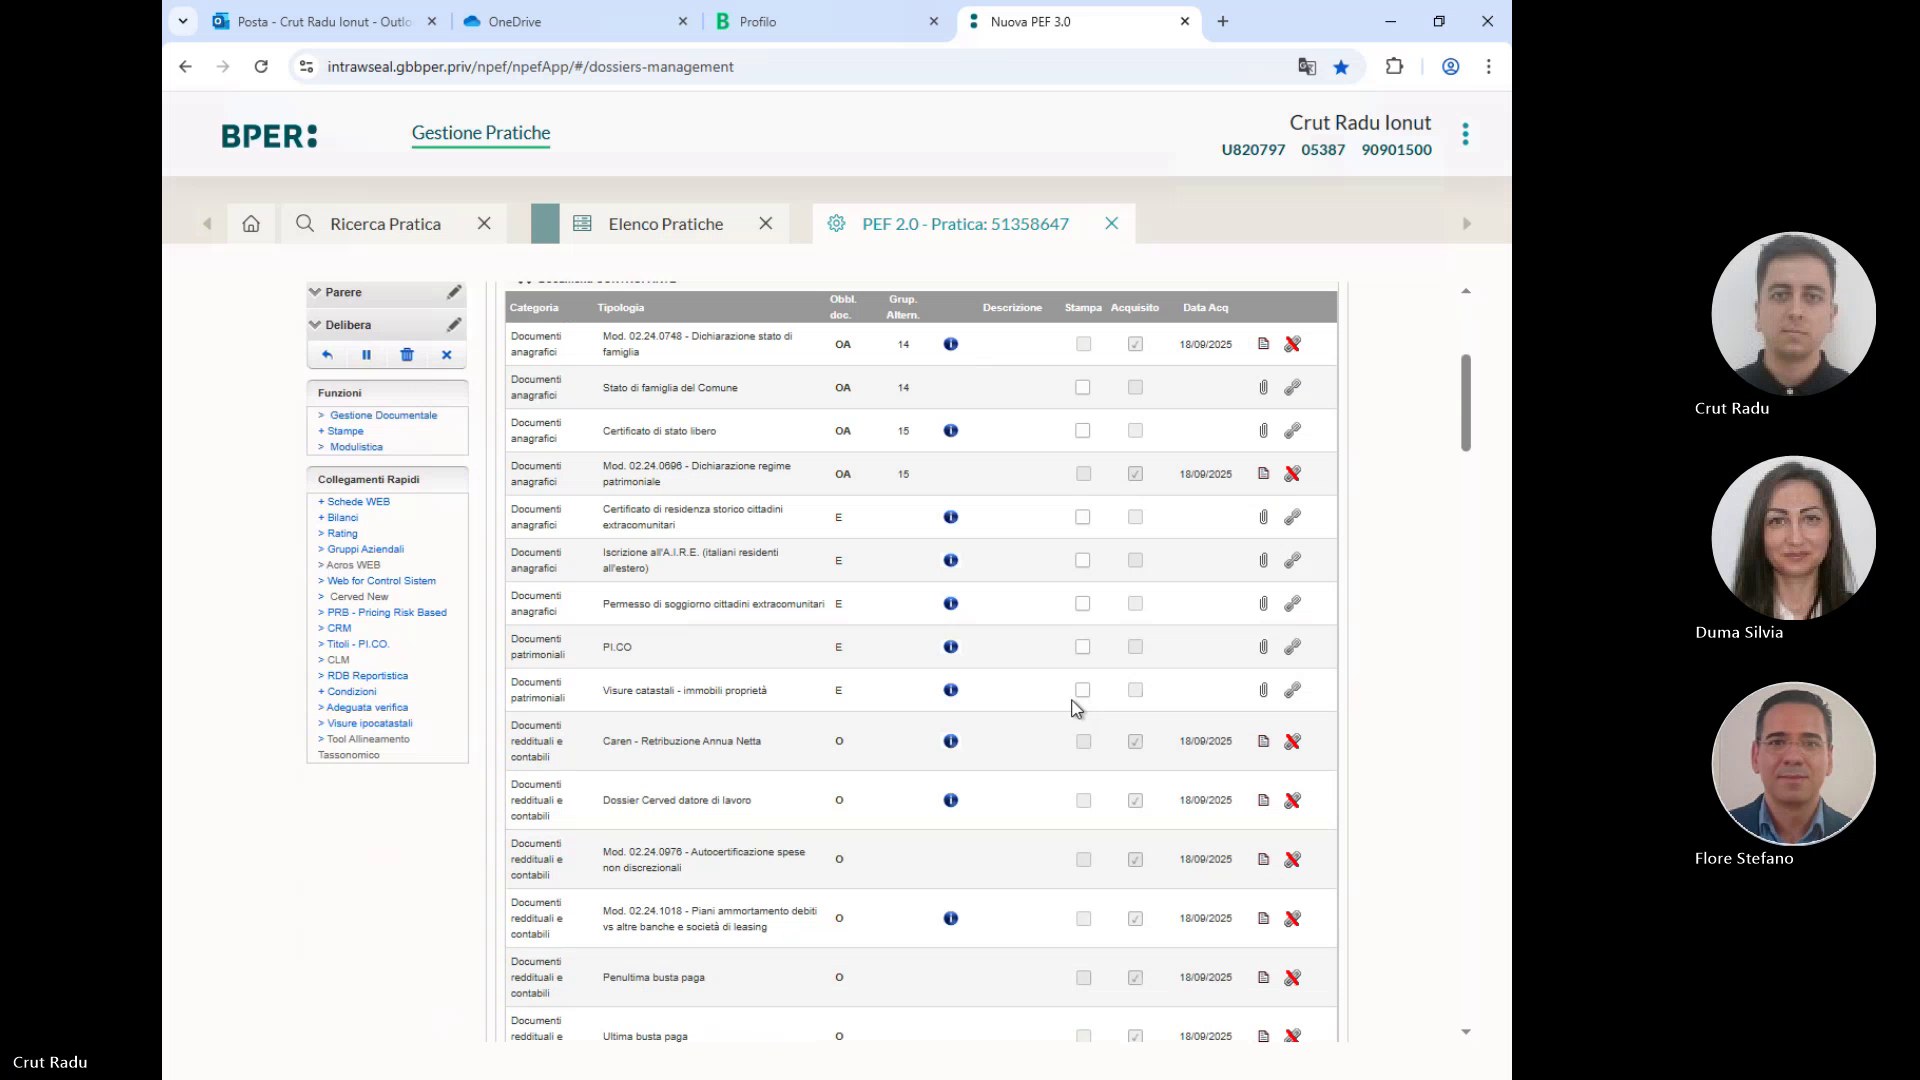 Posta - Crut Radu Ionut - Outlo
OneDrive
Profilo
Nuova PEF 3.0
intrawseal.gbbper.priv/npef/npefApp/#/dossiers-management
BPER:
Gestione Pratiche
Crut Radu Ionut
U820797 05387 90901500
Ricerca Pratica
Elenco Pratiche
PEF 2.0 - Pratica: 51358647
Parere
Delibera
Funzioni
> Gestione Documentale
+ Stampe
> Modulistica
Collegamenti Rapidi
+ Schede WEB
+ Bilanci
> Rating
> Gruppi Aziendali
> Acros WEB
> Web for Control Sistem
> Cerved New
> PRB - Pricing Risk Based
> CRM
> Titoli - PI.CO.
> CLM
> RDB Reportistica
+ Condizioni
> Adeguata verifica
> Visure ipocatastali
> Tool Allineamento
Tassonomico
Categoria Tipologia Obbl. doc. Grup. Altern. Descrizione Stampa Acquisito Data Acq
Documenti anagrafici Mod. 02.24.0748 - Dichiarazione stato di famiglia OA 14 18/09/2025
Documenti anagrafici Stato di famiglia del Comune OA 14
Documenti anagrafici Certificato di stato libero OA 15
Documenti anagrafici Mod. 02.24.0696 - Dichiarazione regime patrimoniale OA 15 18/09/2025
Documenti anagrafici Certificato di residenza storico cittadini extracomunitari E
Documenti anagrafici Iscrizione all'A.I.R.E. (italiani residenti all'estero) E
Documenti anagrafici Permesso di soggiorno cittadini extracomunitari E
Documenti patrimoniali PI.CO E
Documenti patrimoniali Visure catastali - immobili proprietà E
Documenti reddituali e contabili Caren - Retribuzione Annua Netta O 18/09/2025
Documenti reddituali e contabili Dossier Cerved datore di lavoro O 18/09/2025
Documenti reddituali e contabili Mod. 02.24.0976 - Autocertificazione spese non discrezionali O 18/09/2025
Documenti reddituali e contabili Mod. 02.24.1018 - Piani ammortamento debiti vs altre banche e società di leasing O 18/09/2025
Documenti reddituali e contabili Penultima busta paga O 18/09/2025
Documenti reddituali e Ultima busta paga O 18/09/2025
Crut Radu
Duma Silvia
Flore Stefano
Crut Radu